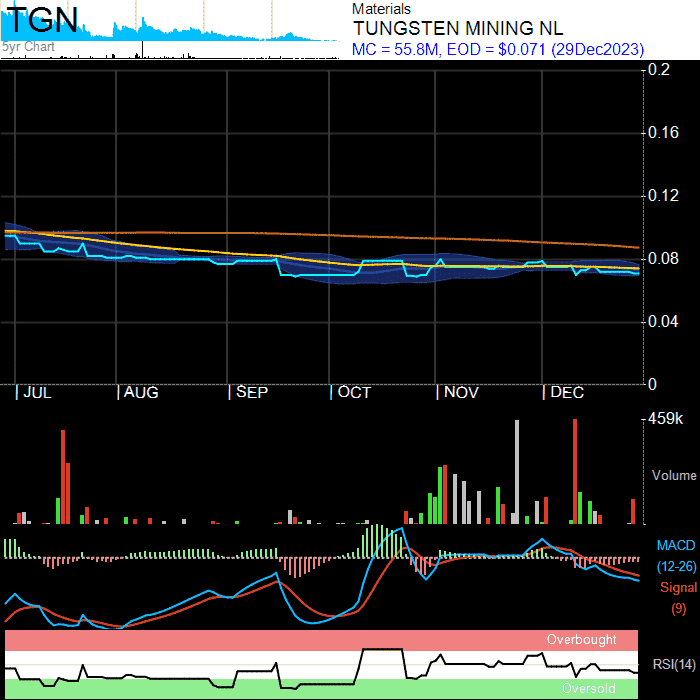 TGN
5yr Chart
Materials
TUNGSTEN MINING NL
MC = 55.8M, EOD = $0.071 (29Dec2023)
0.2
0.16
0.12
0.08
0.04
0
JUL AUG SEP OCT NOV DEC
459k
Volume
MACD
(12-26)
Signal
(9)
Overbought
RSI(14)
Oversold